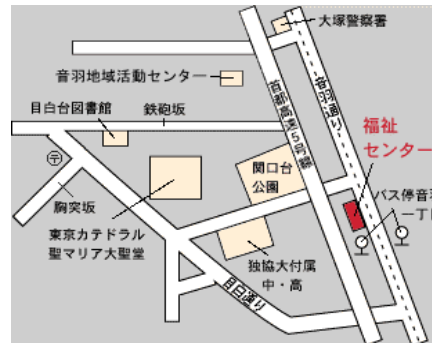 大塚警察署
音羽地域活動センター
目白台図書館
鉄砲坂
首都高速5号線
音羽通り
福祉
センター
関口台
公園
バス停音羽
一丁目
胸突坂
東京カテドラル
聖マリア大聖堂
独協大付属
中・高
目白通り